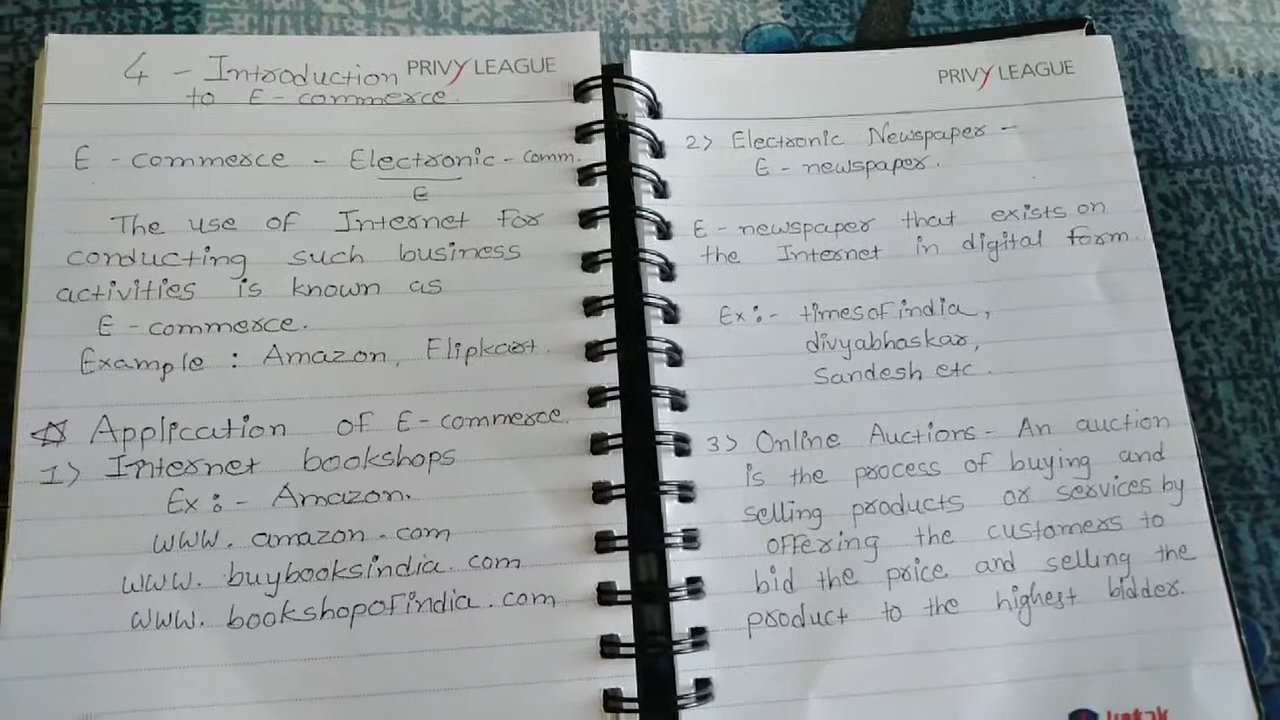 4 - Introduction PRIVY LEAGUE
to E-commerce.
E-commerce - Electronic-comm.
E
The use of Internet for
conducting such business
activities is known as
E-commerce.
Example : Amazon, Flipkart.
☆ Application of E-commerce.
1) Internet bookshops
Ex:- Amazon.
www.amazon.com
www.buybooksindia.com
www.bookshopofindia.com
PRIVY LEAGUE
2) Electronic Newspaper -
E-newspaper.
E-newspaper that exists on
the Internet in digital form.
Ex:- timesofindia,
divyabhaskar,
Sandesh etc.
3) Online Auctions - An auction
is the process of buying and
selling products or services by
offering the customers to
bid the price and selling the
product to the highest bidder.
kotak